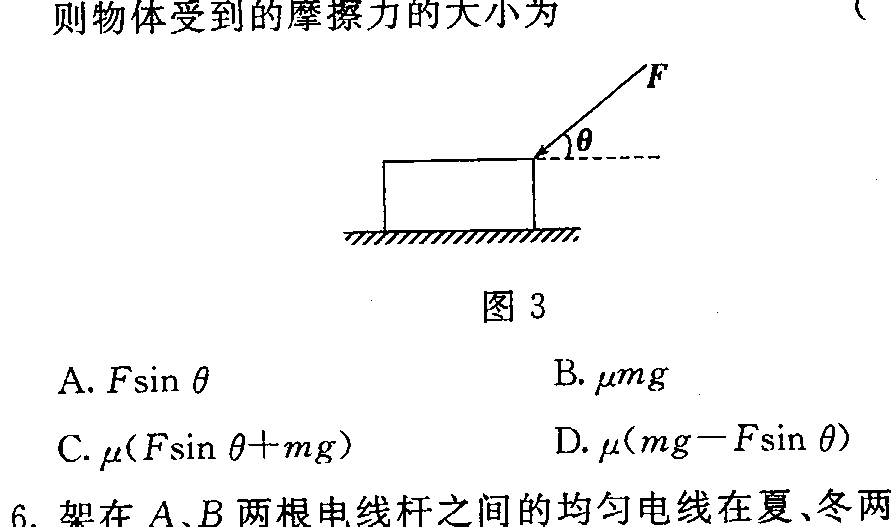 则物体受到的摩擦力的大小为 (
F
θ
图 3
A. Fsin θ B. μmg
C. μ(Fsin θ+mg) D. μ(mg－Fsin θ)
6. 架在 A、B 两根电线杆之间的均匀电线在夏、冬两